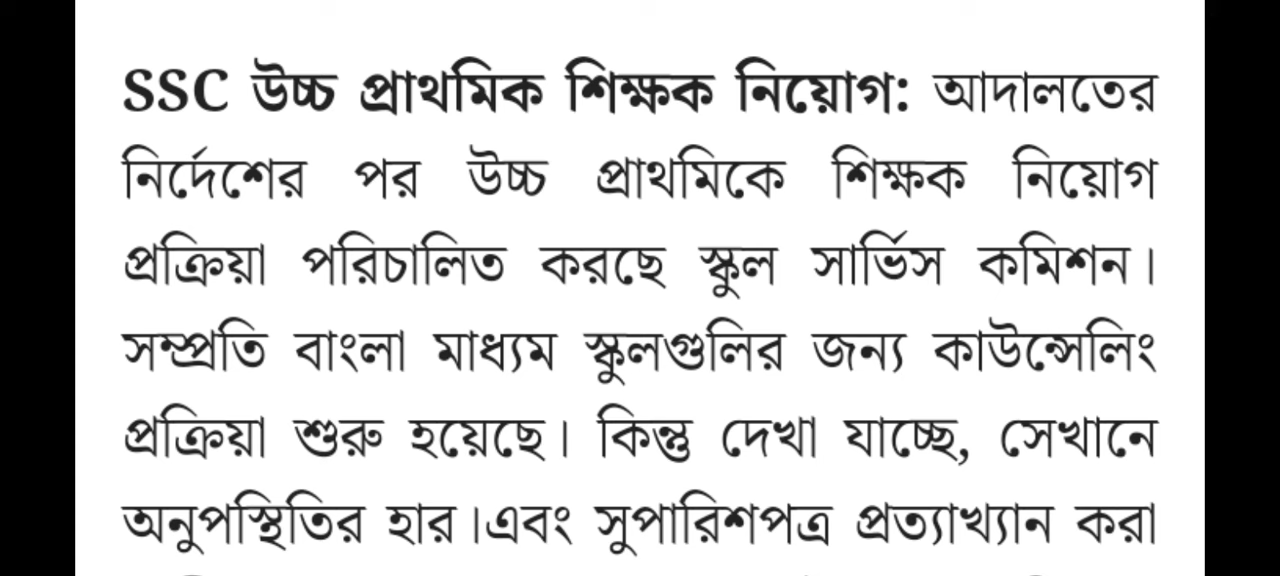 SSC উচ্চ প্রাথমিক শিক্ষক নিয়োগ: আদালতের
নির্দেশের পর উচ্চ প্রাথমিকে শিক্ষক নিয়োগ
প্রক্রিয়া পরিচালিত করছে স্কুল সার্ভিস কমিশন।
সম্প্রতি বাংলা মাধ্যম স্কুলগুলির জন্য কাউন্সেলিং
প্রক্রিয়া শুরু হয়েছে। কিন্তু দেখা যাচ্ছে, সেখানে
অনুপস্থিতির হার।এবং সুপারিশপত্র প্রত্যাখ্যান করা